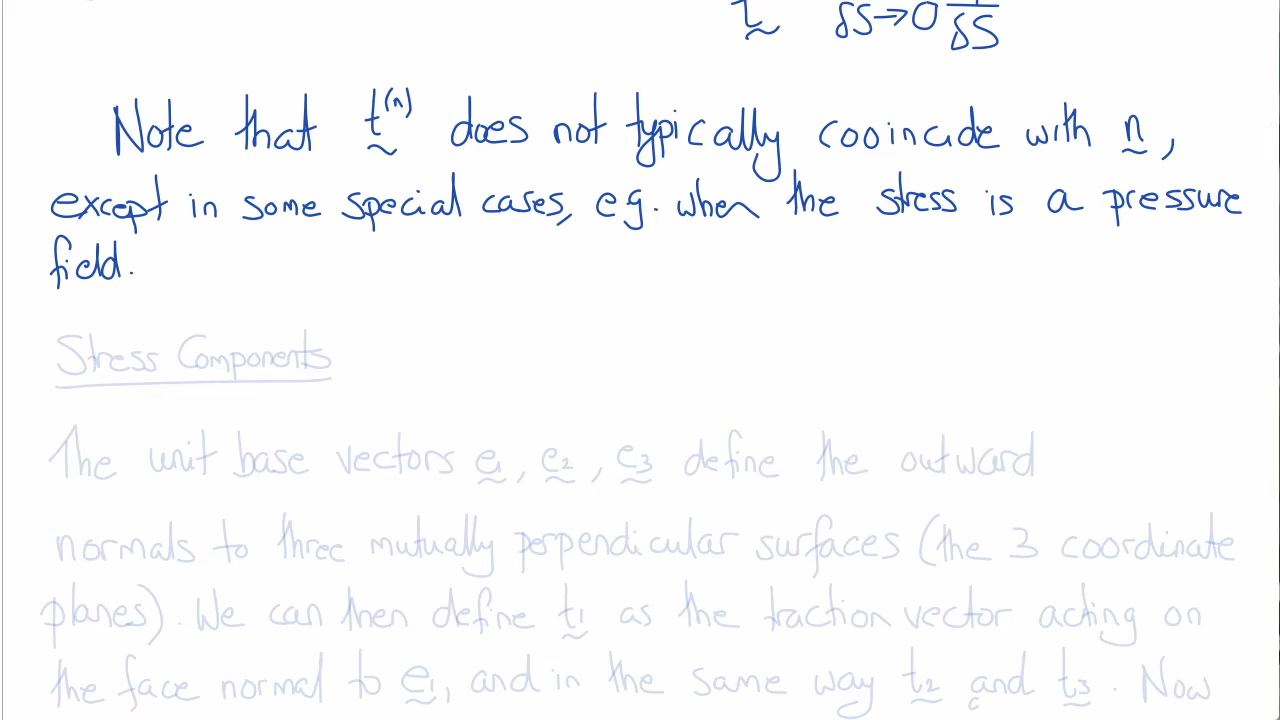 t δS→0 δS
Note that t⁽ⁿ⁾ does not typically cooincide with n,
except in some special cases, e.g. when the stress is a pressure
field.
Stress Components
The unit base vectors e₁, e₂, e₃ define the outward
normals to three mutually perpendicular surfaces (the 3 coordinate
planes). We can then define t₁ as the traction vector acting on
the face normal to e₁, and in the same way t₂ and t₃. Now